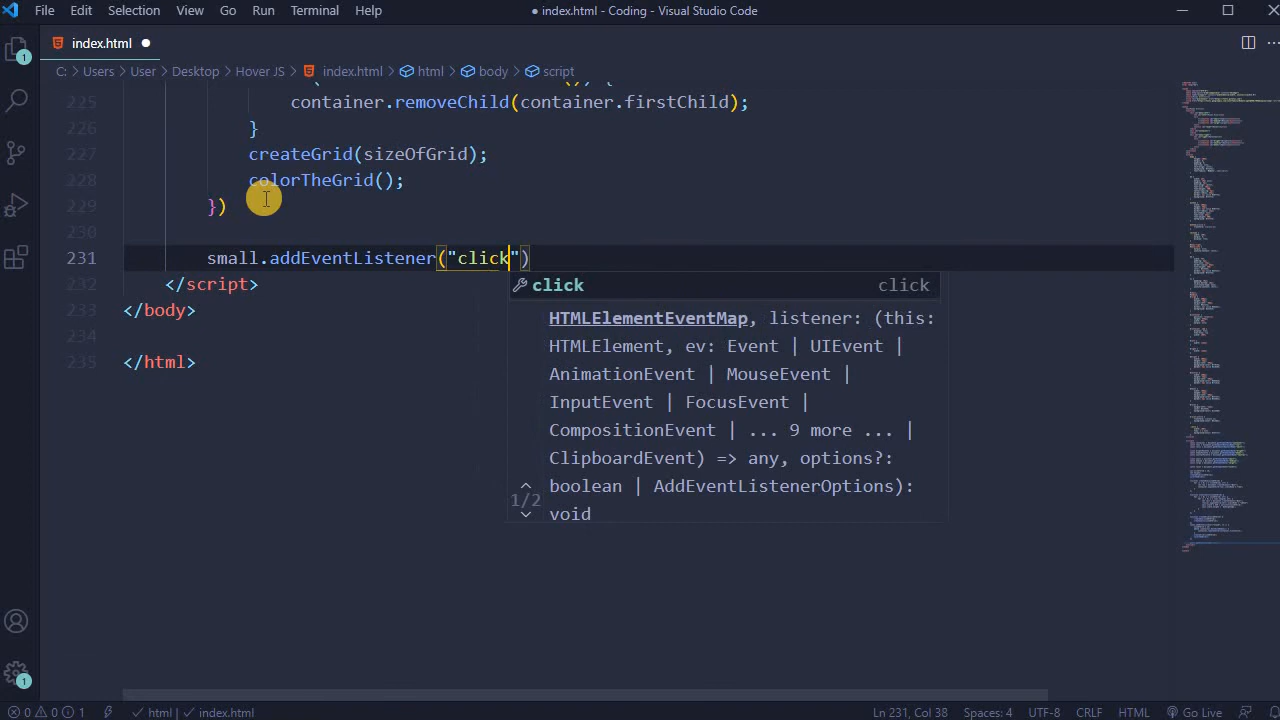 File Edit Selection View Go Run Terminal Help ● index.html - Coding - Visual Studio Code
index.html
C: > Users > User > Desktop > Hover JS > index.html > html > body > script
225 container.removeChild(container.firstChild);
226 }
227 createGrid(sizeOfGrid);
228 colorTheGrid();
229 })
230
231 small.addEventListener("click")
232 </script>
233 </body>
234
235 </html>
click click
HTMLElementEventMap, listener: (this:
HTMLElement, ev: Event | UIEvent |
AnimationEvent | MouseEvent |
InputEvent | FocusEvent |
CompositionEvent | ... 9 more ... |
ClipboardEvent) => any, options?:
boolean | AddEventListenerOptions):
1/2
void
1
1
0 0 1 html | index.html Ln 231, Col 38 Spaces: 4 UTF-8 CRLF HTML Go Live